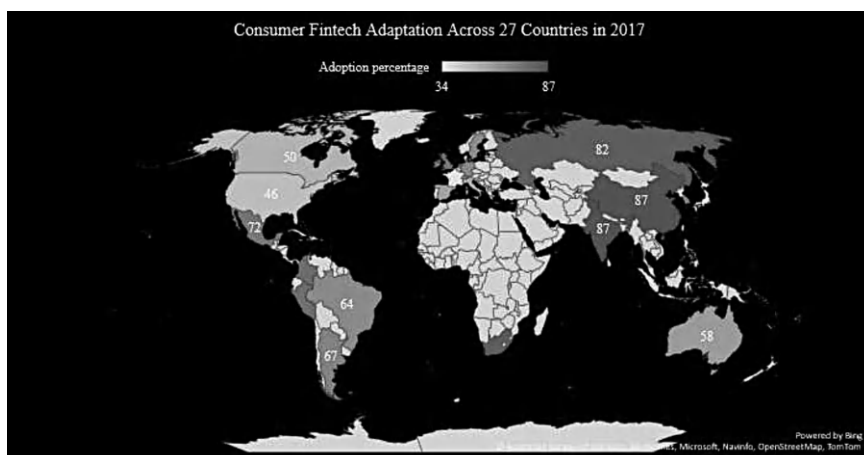 Consumer Fintech Adaptation Across 27 Countries in 2017
Adoption percentage
34 87
50
82
46
87
72
87
64
58
67
Powered by Bing
Microsoft, Navinfo, OpenStreetMap, TomTom